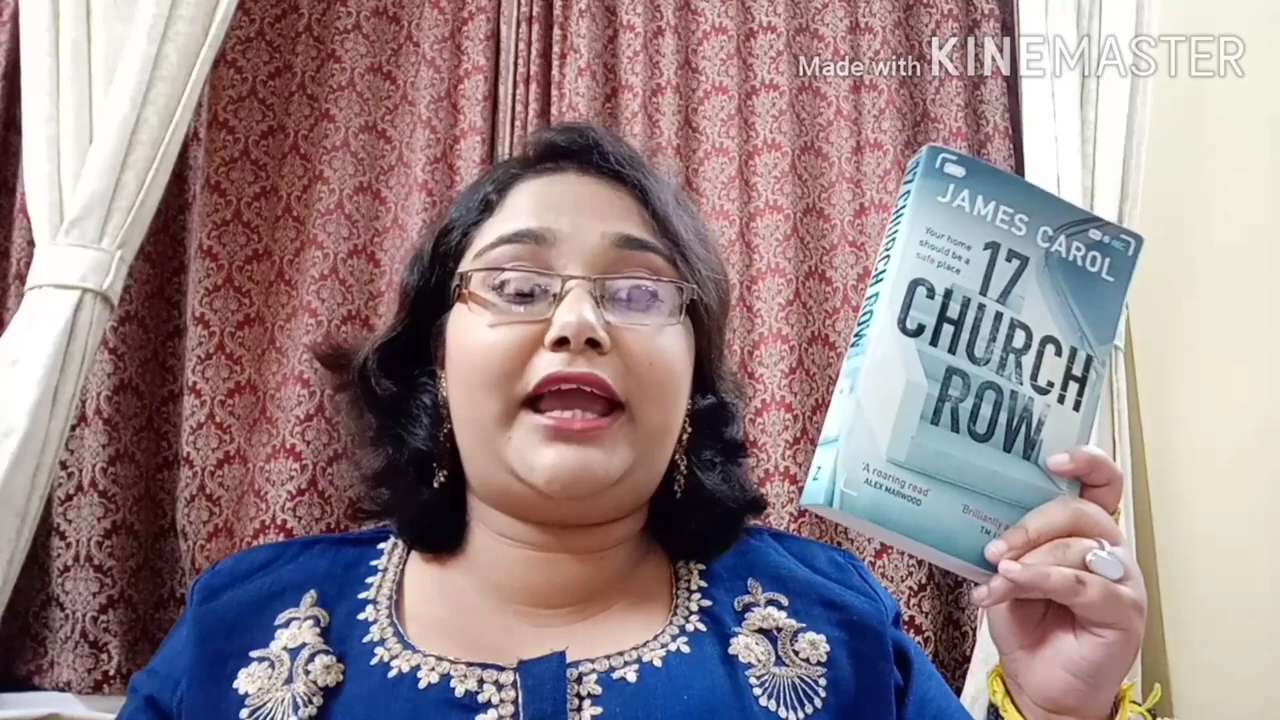 Made with KINEMASTER
JAMES CAROL
Your home
should be a
safe place
17
CHURCH
ROW
'A roaring read'
ALEX MARWOOD
'Brilliantly
17 CHURCH ROW
Z